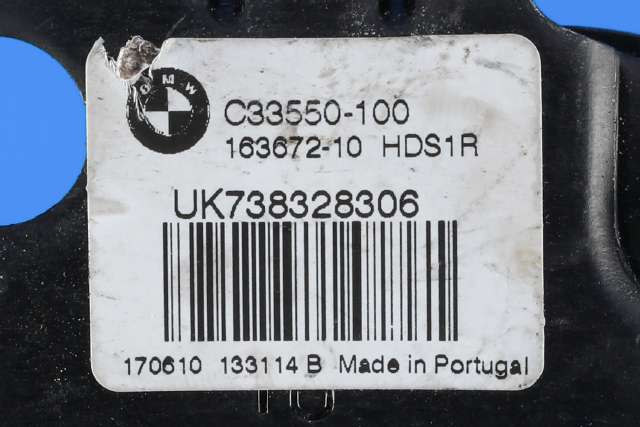 BMW
C33550-100
163672-10 HDS1R
UK738328306
170610 133114 B Made in Portugal